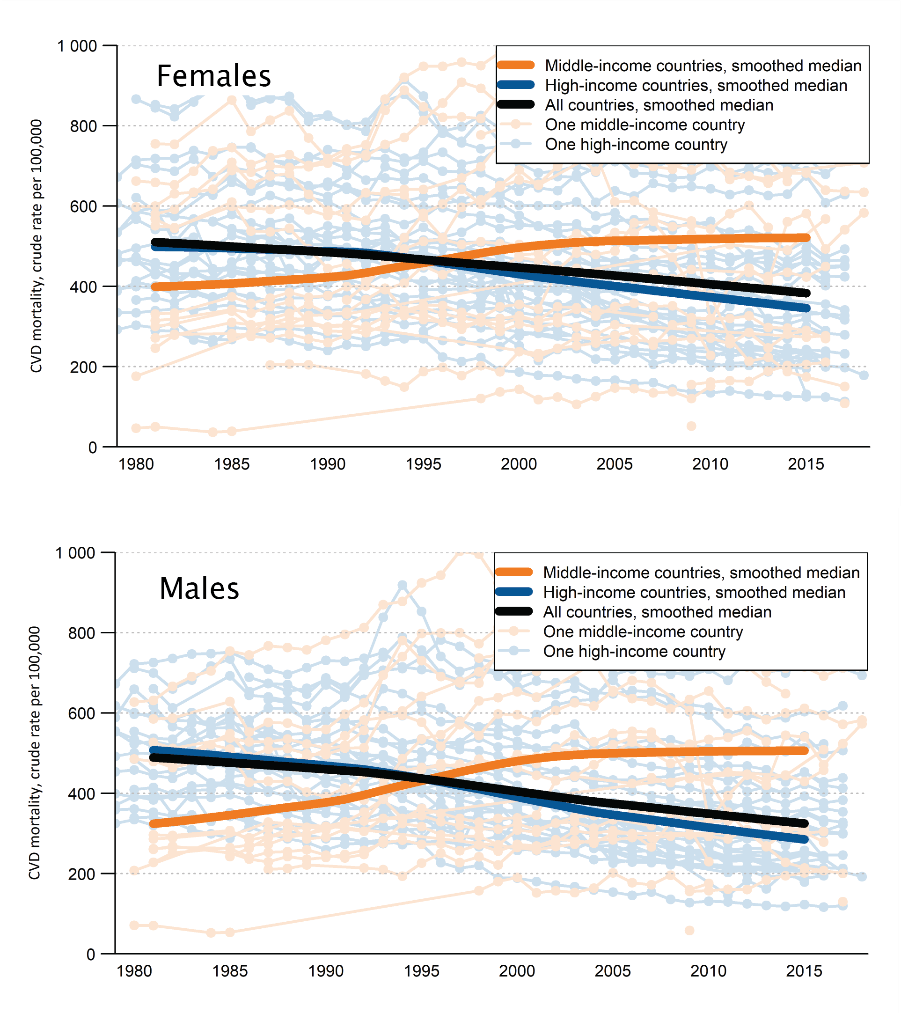 1 000
Females
Middle-income countries, smoothed median
High-income countries, smoothed median
All countries, smoothed median
One middle-income country
One high-income country
800
600
400
200
0
CVD mortality, crude rate per 100,000
1980 1985 1990 1995 2000 2005 2010 2015
1 000
Males
Middle-income countries, smoothed median
High-income countries, smoothed median
All countries, smoothed median
One middle-income country
One high-income country
800
600
400
200
0
CVD mortality, crude rate per 100,000
1980 1985 1990 1995 2000 2005 2010 2015